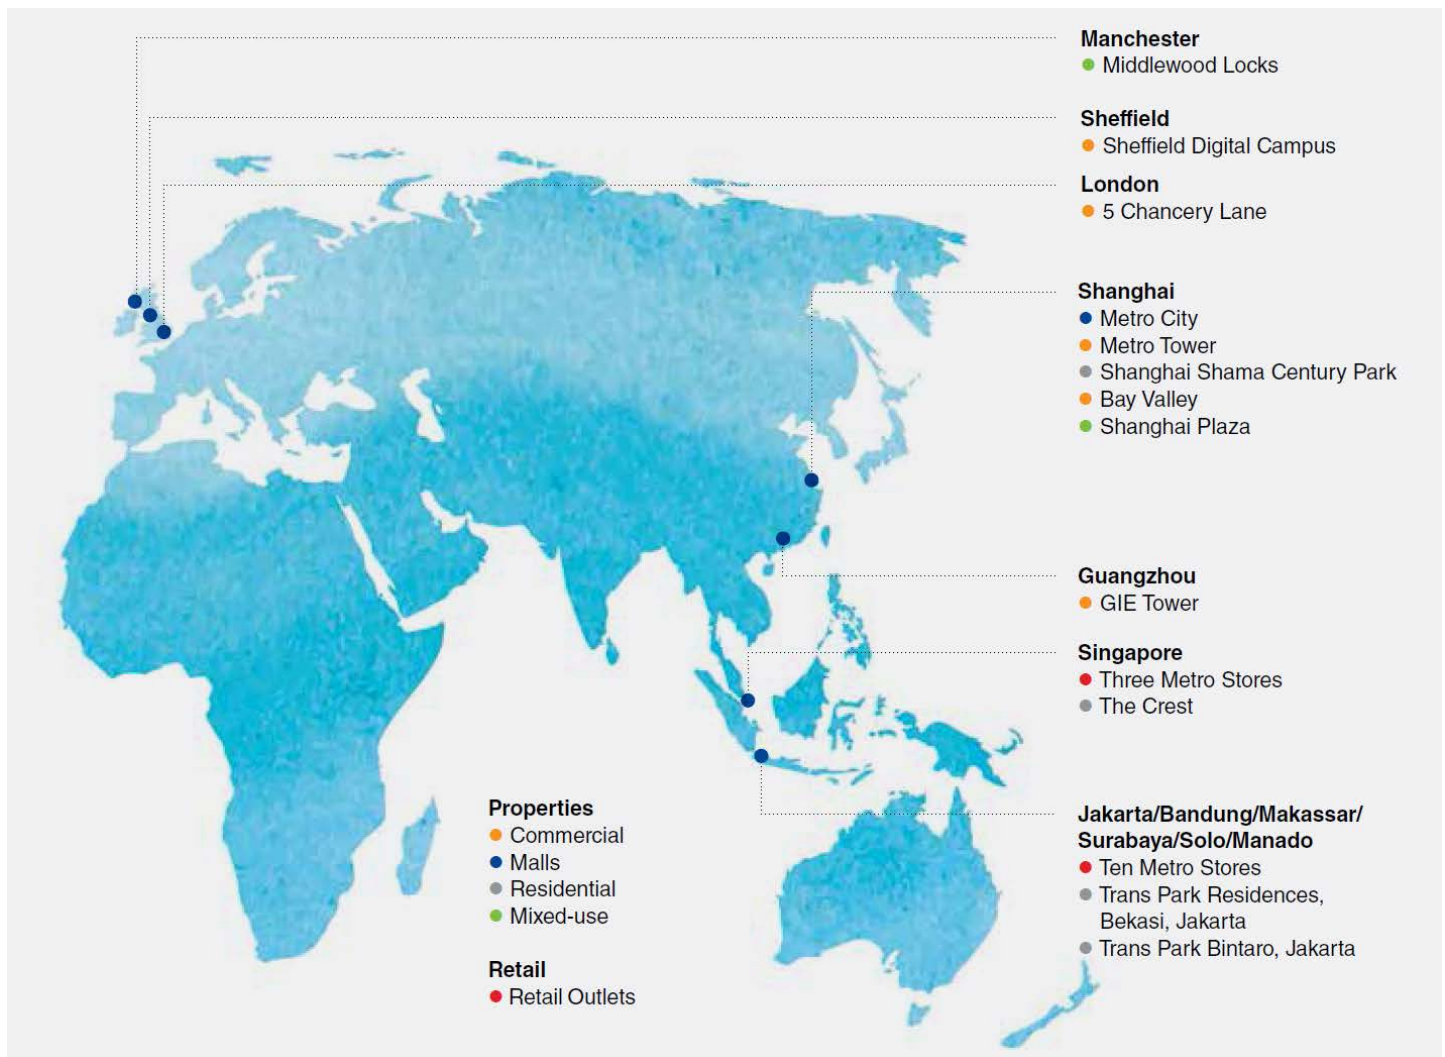 Manchester
Middlewood Locks
Sheffield
Sheffield Digital Campus
London
5 Chancery Lane
Shanghai
Metro City
Metro Tower
Shanghai Shama Century Park
Bay Valley
Shanghai Plaza
Guangzhou
GIE Tower
Singapore
Three Metro Stores
The Crest
Jakarta/Bandung/Makassar/
Surabaya/Solo/Manado
Ten Metro Stores
Trans Park Residences,
Bekasi, Jakarta
Trans Park Bintaro, Jakarta
Properties
Commercial
Malls
Residential
Mixed-use
Retail
Retail Outlets